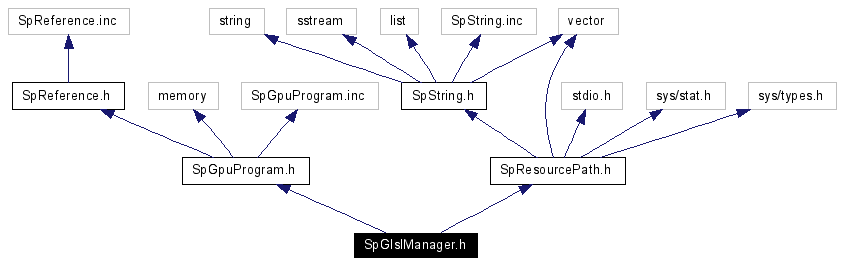 SpReference.inc
string
sstream
list
SpString.inc
vector
SpReference.h
memory
SpGpuProgram.inc
SpString.h
stdio.h
sys/stat.h
sys/types.h
SpGpuProgram.h
SpResourcePath.h
SpGlslManager.h